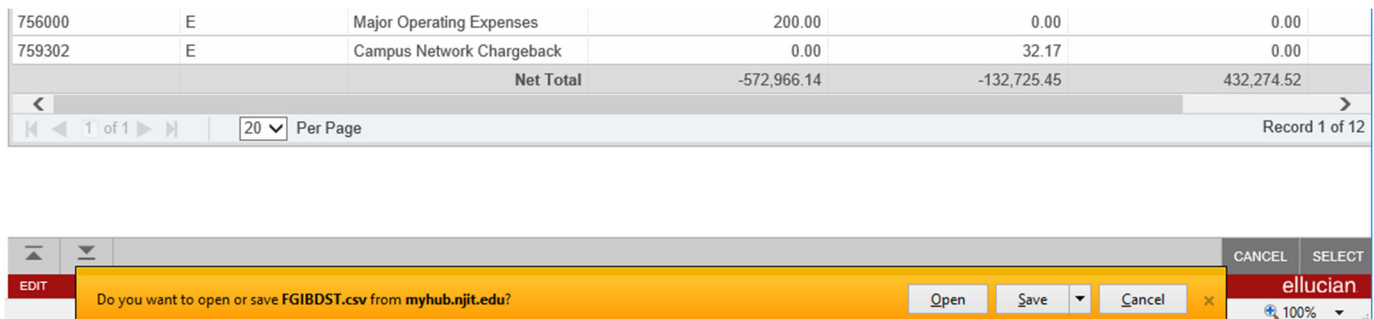 756000 E Major Operating Expenses 200.00 0.00 0.00
759302 E Campus Network Chargeback 0.00 32.17 0.00
Net Total -572,966.14 -132,725.45 432,274.52
1 of 1 20 Per Page Record 1 of 12
CANCEL SELECT
EDIT ellucian
Do you want to open or save FGIBDST.csv from myhub.njit.edu? Open Save Cancel ×
100%